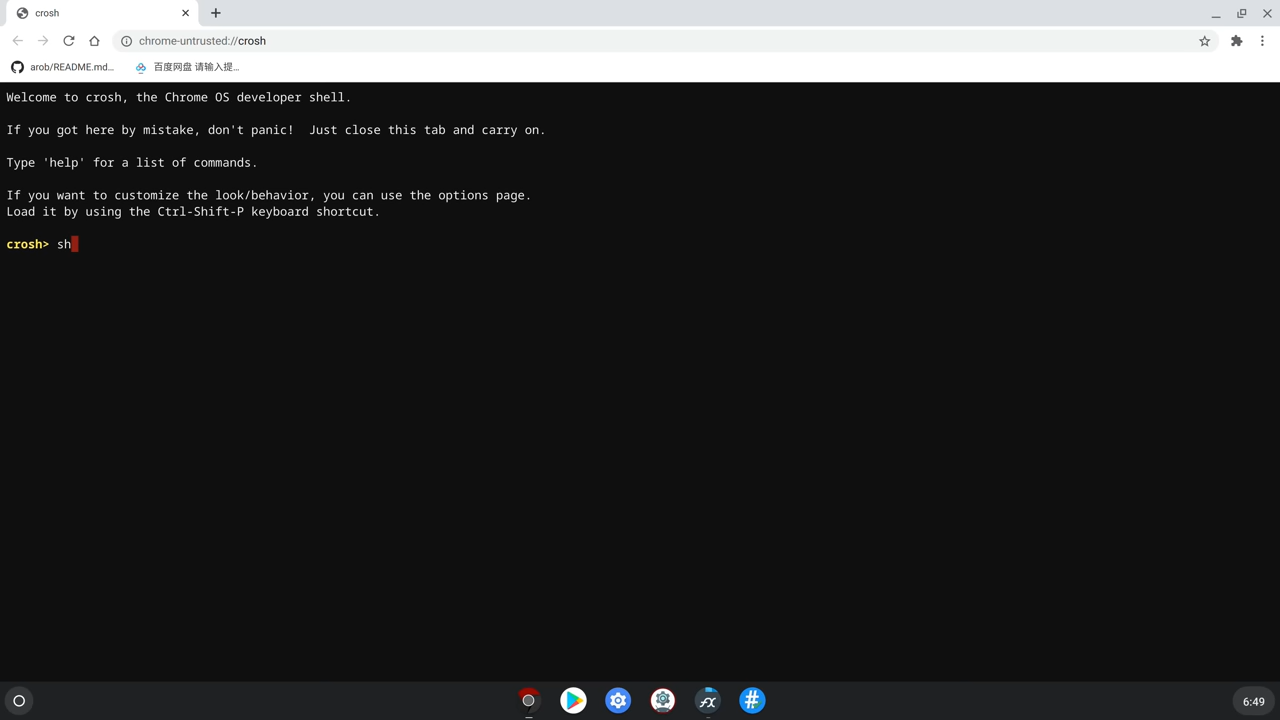 crosh
chrome-untrusted://crosh
arob/README.md...
百度网盘 请输入提...
Welcome to crosh, the Chrome OS developer shell.
If you got here by mistake, don't panic!  Just close this tab and carry on.
Type 'help' for a list of commands.
If you want to customize the look/behavior, you can use the options page.
Load it by using the Ctrl-Shift-P keyboard shortcut.
crosh> sh
fx
#
6:49